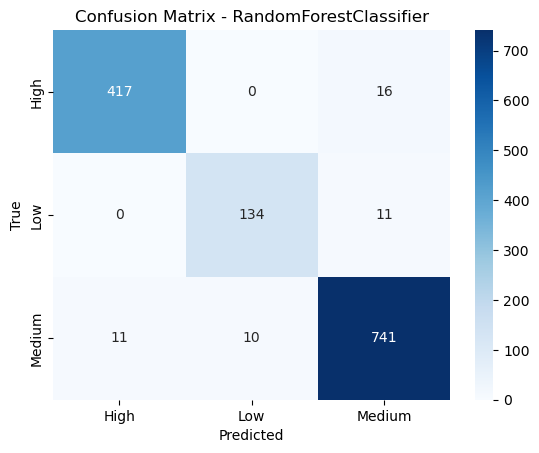 Confusion Matrix - RandomForestClassifier
High 417 0 16
Low 0 134 11
Medium 11 10 741
True
High Low Medium
Predicted
700
600
500
400
300
200
100
0